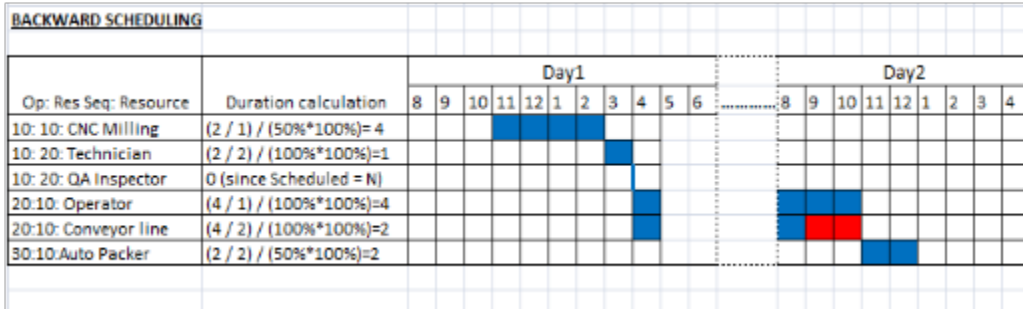 BACKWARD SCHEDULING
Day1 Day2
Op: Res Seq: Resource Duration calculation 8 9 10 11 12 1 2 3 4 5 6 ............. 8 9 10 11 12 1 2 3 4
10: 10: CNC Milling (2 / 1) / (50%*100%)= 4
10: 20: Technician (2 / 2) / (100%*100%)=1
10: 20: QA Inspector 0 (since Scheduled = N)
20:10: Operator (4 / 1) / (100%*100%)=4
20:10: Conveyor line (4 / 2) / (100%*100%)=2
30:10:Auto Packer (2 / 2) / (50%*100%)=2